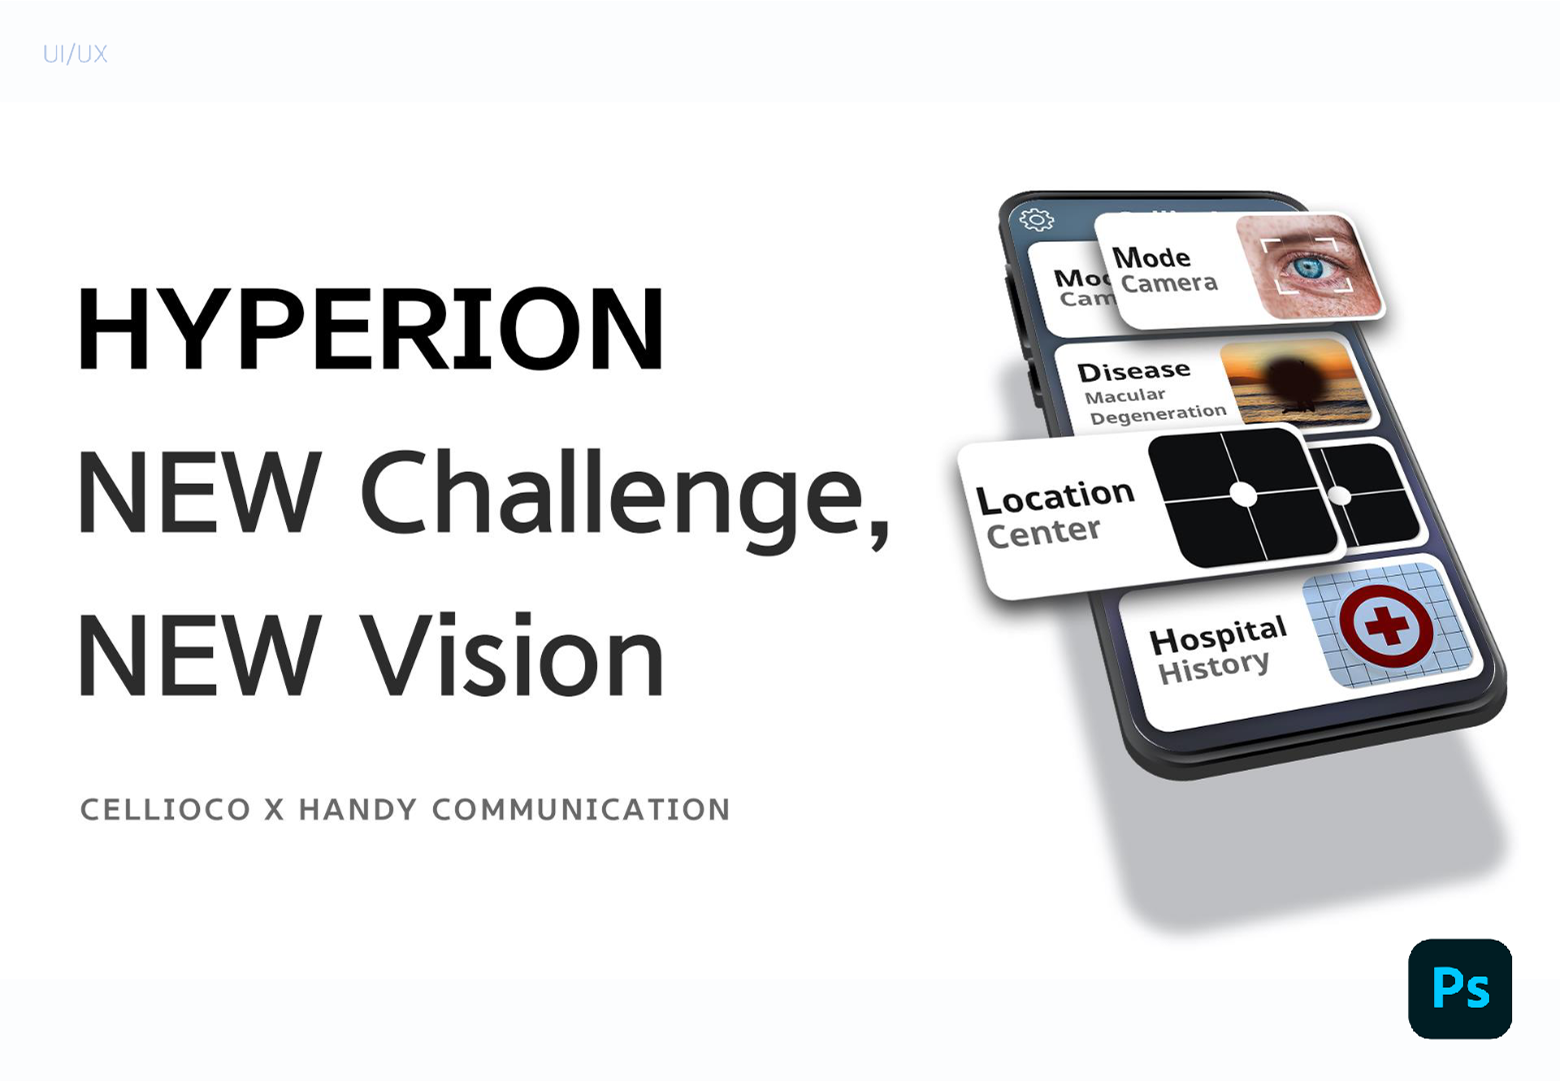 UI/UX
HYPERION
NEW Challenge,
NEW Vision
CELLIOCO X HANDY COMMUNICATION
Mode
Camera
Disease
Macular
Degeneration
Location
Center
Hospital
History
Ps